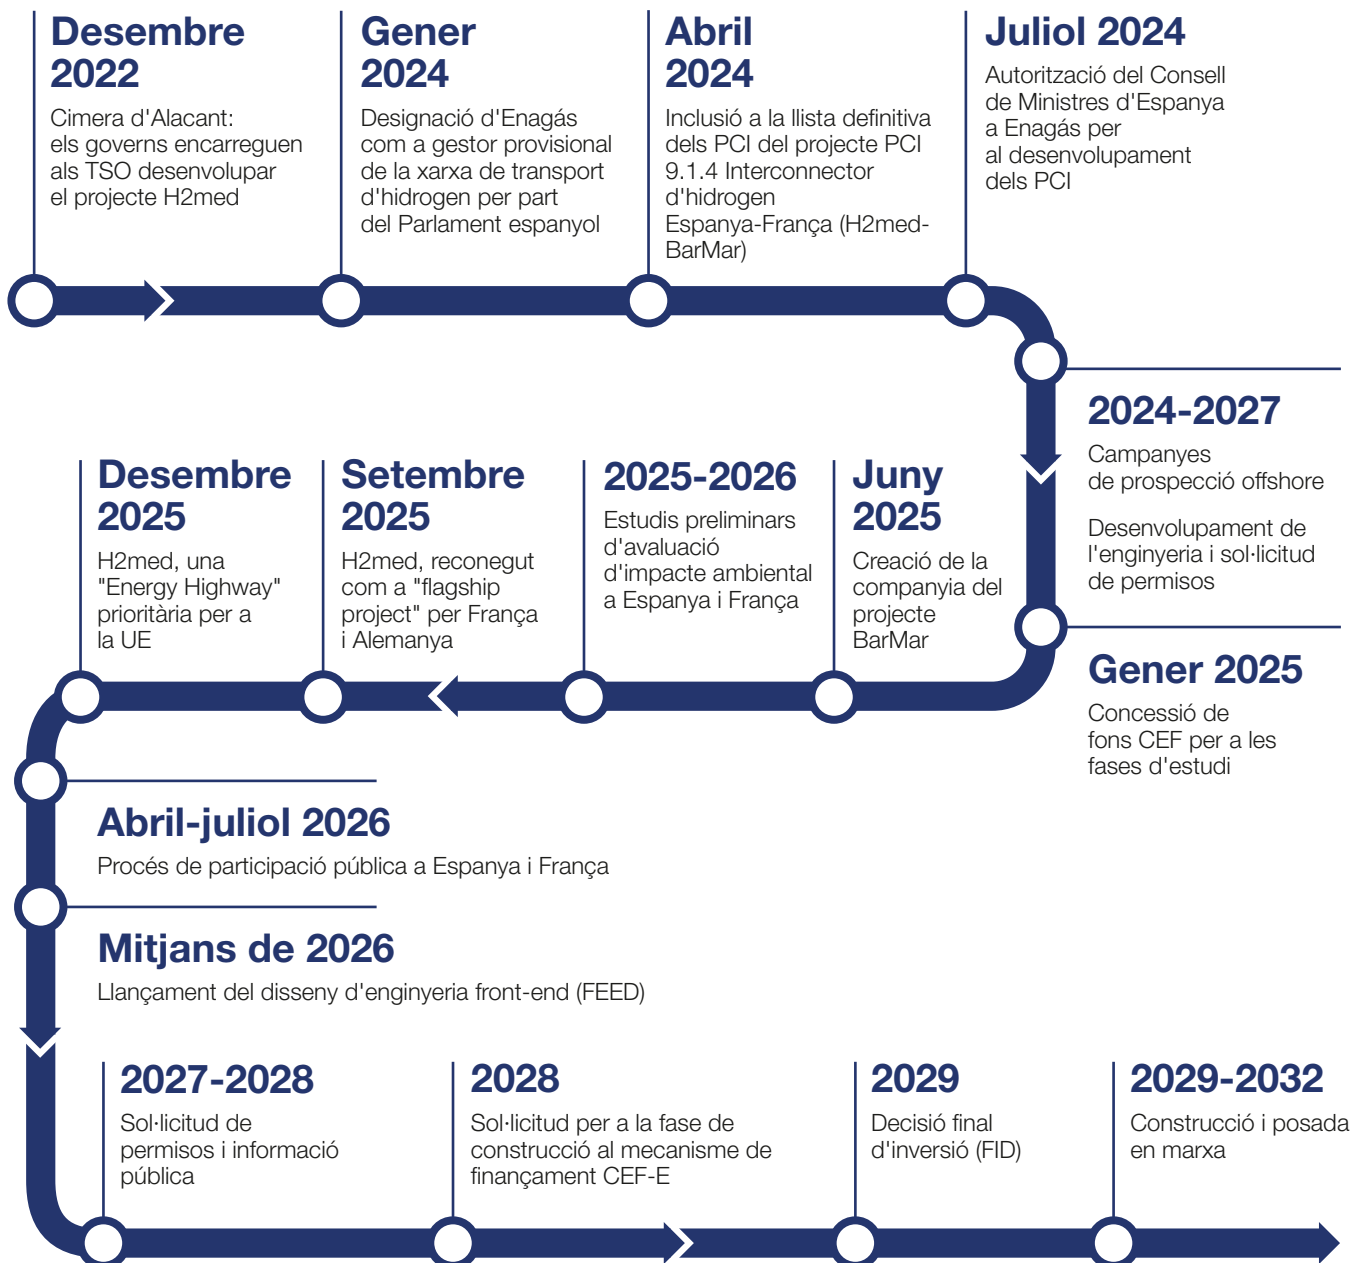 Desembre
2022
Cimera d'Alacant:
els governs encarreguen
als TSO desenvolupar
el projecte H2med
Gener
2024
Designació d'Enagás
com a gestor provisional
de la xarxa de transport
d'hidrogen per part
del Parlament espanyol
Abril
2024
Inclusió a la llista definitiva
dels PCI del projecte PCI
9.1.4 Interconnector
d'hidrogen
Espanya-França (H2med-
BarMar)
Juliol 2024
Autorització del Consell
de Ministres d'Espanya
a Enagás per
al desenvolupament
dels PCI
2024-2027
Campanyes
de prospecció offshore
Desenvolupament de
l'enginyeria i sol·licitud
de permisos
Gener 2025
Concessió de
fons CEF per a les
fases d'estudi
Juny
2025
Creació de la
companyia del
projecte
BarMar
2025-2026
Estudis preliminars
d'avaluació
d'impacte ambiental
a Espanya i França
Setembre
2025
H2med, reconegut
com a "flagship
project" per França
i Alemanya
Desembre
2025
H2med, una
"Energy Highway"
prioritària per a
la UE
Abril-juliol 2026
Procés de participació pública a Espanya i França
Mitjans de 2026
Llançament del disseny d'enginyeria front-end (FEED)
2027-2028
Sol·licitud de
permisos i informació
pública
2028
Sol·licitud per a la fase de
construcció al mecanisme de
finançament CEF-E
2029
Decisió final
d'inversió (FID)
2029-2032
Construcció i posada
en marxa